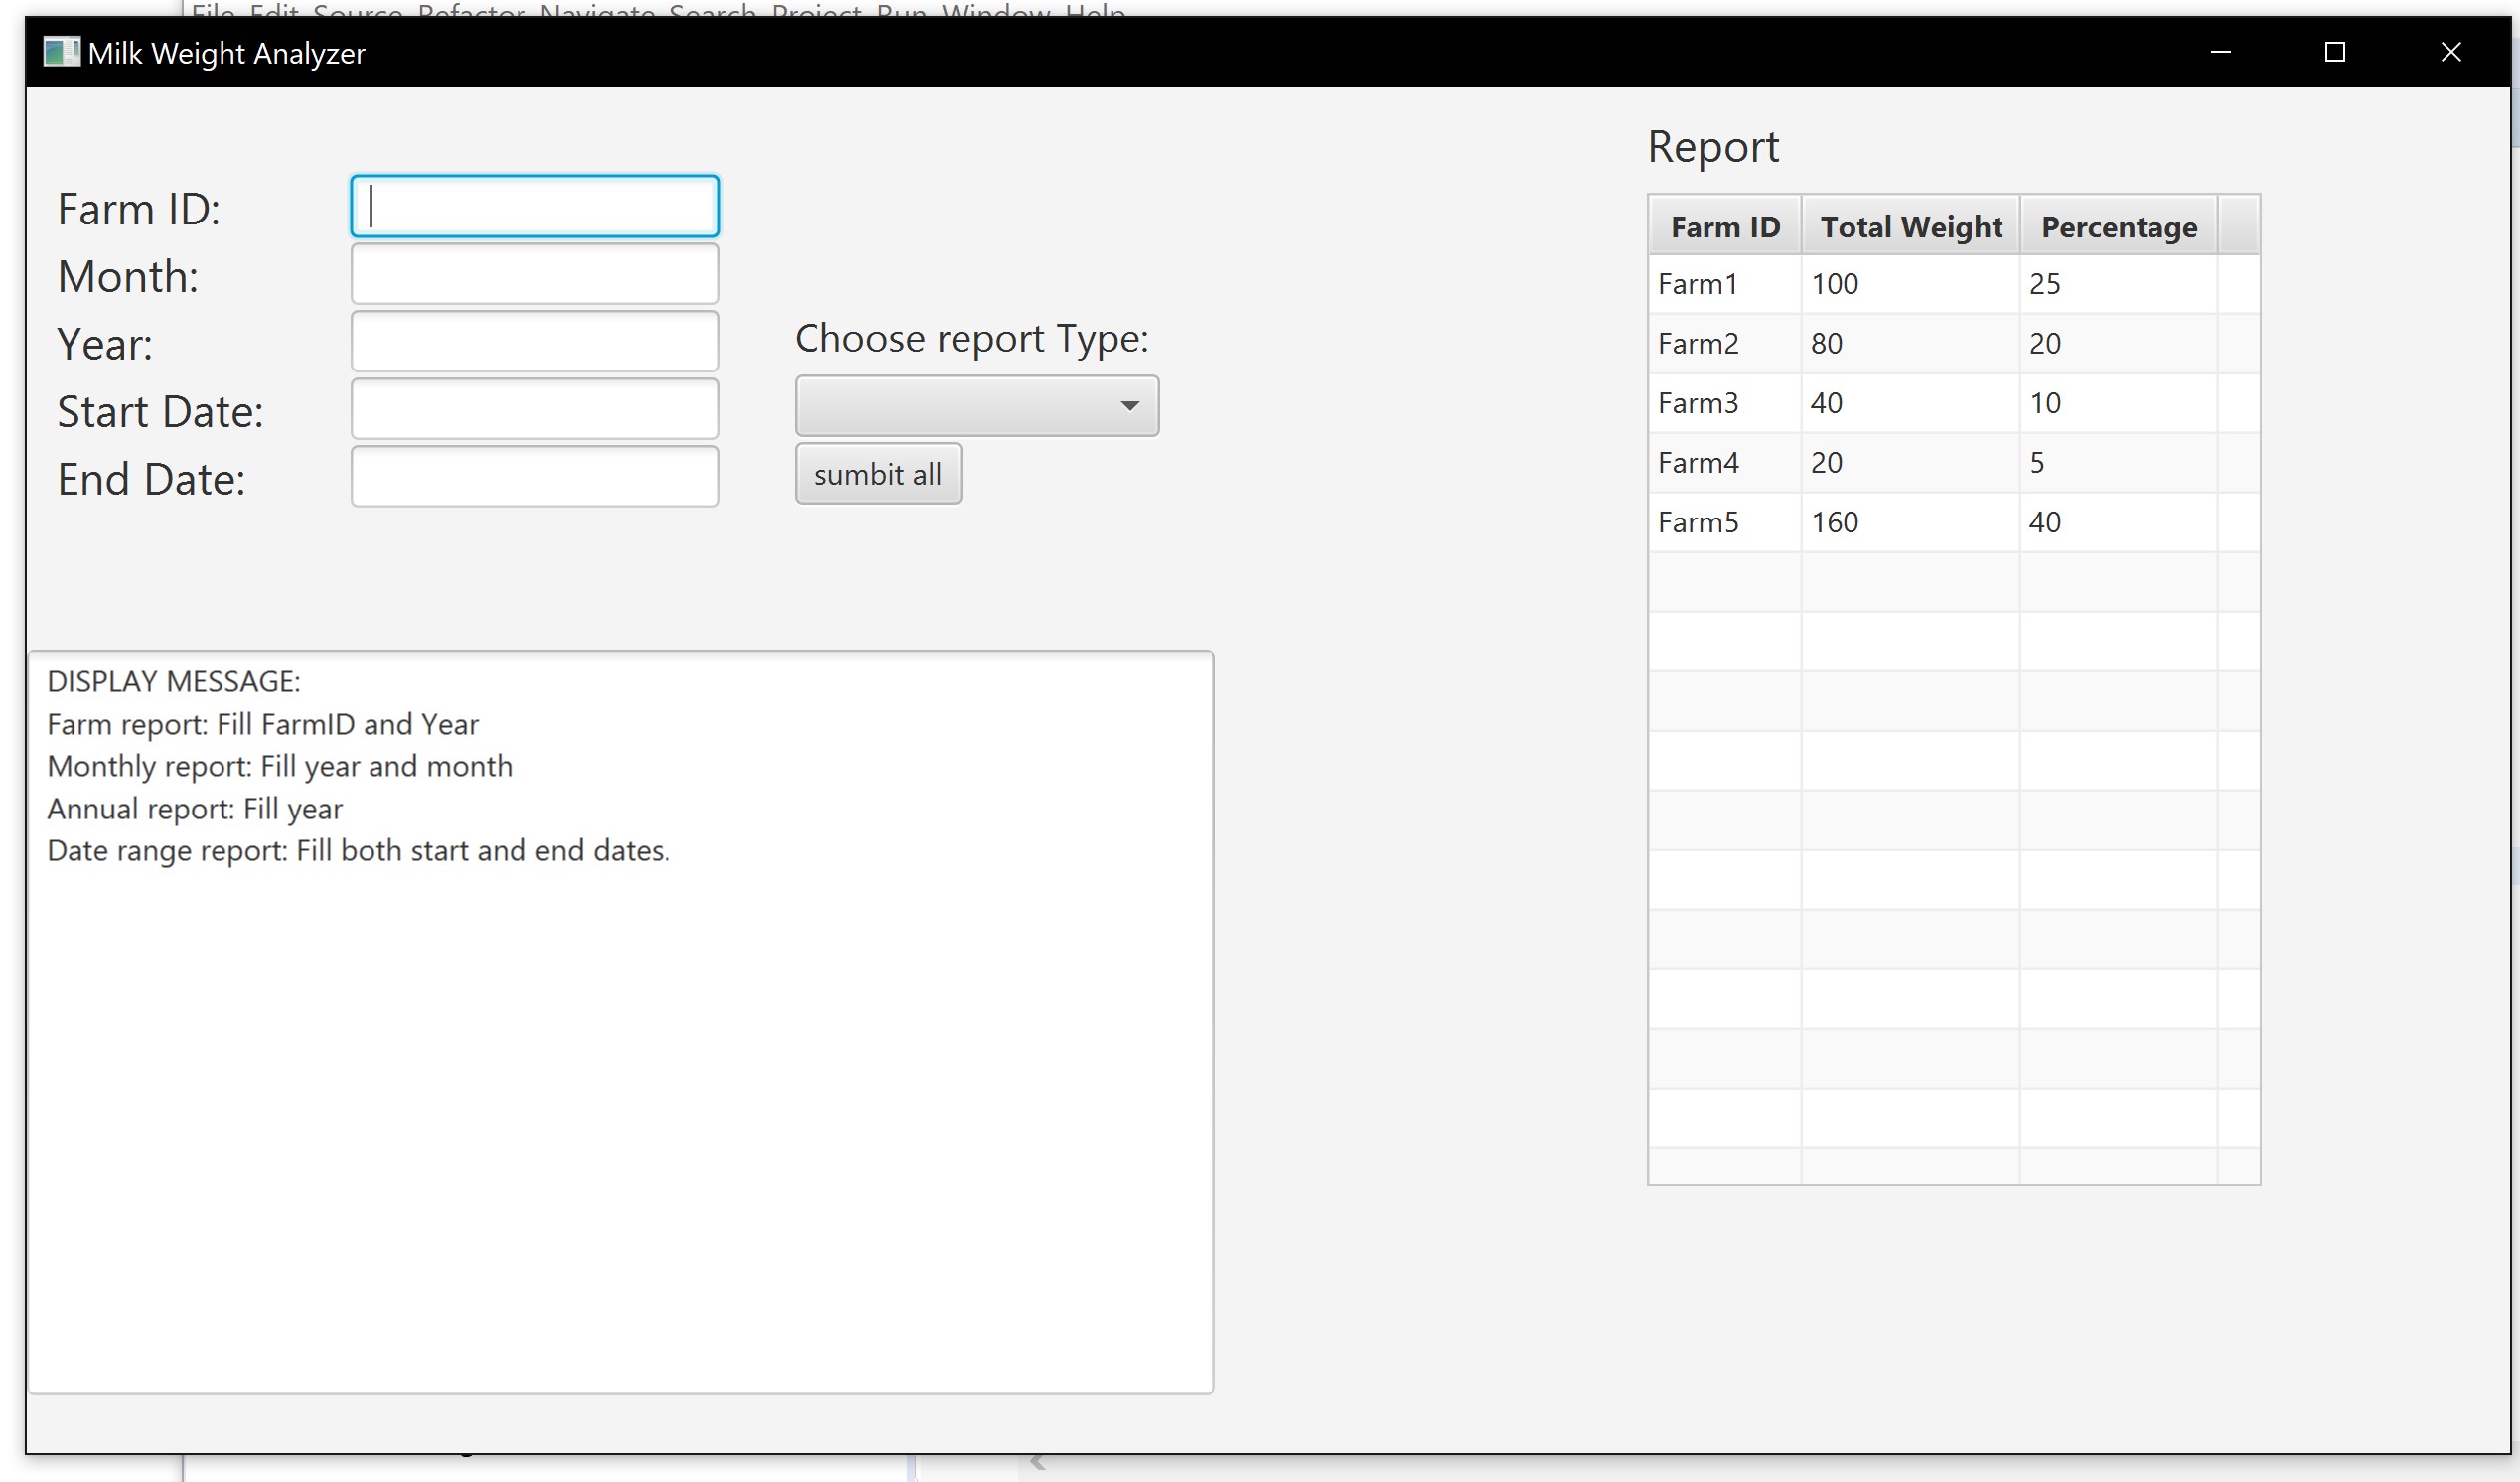 File Edit Source Refactor Navigate Search Project Run Window Help
Milk Weight Analyzer
Farm ID:
Month:
Year:
Start Date:
End Date:
Choose report Type:
sumbit all
DISPLAY MESSAGE:
Farm report: Fill FarmID and Year
Monthly report: Fill year and month
Annual report: Fill year
Date range report: Fill both start and end dates.
Report
Farm ID Total Weight Percentage
Farm1 100 25
Farm2 80 20
Farm3 40 10
Farm4 20 5
Farm5 160 40